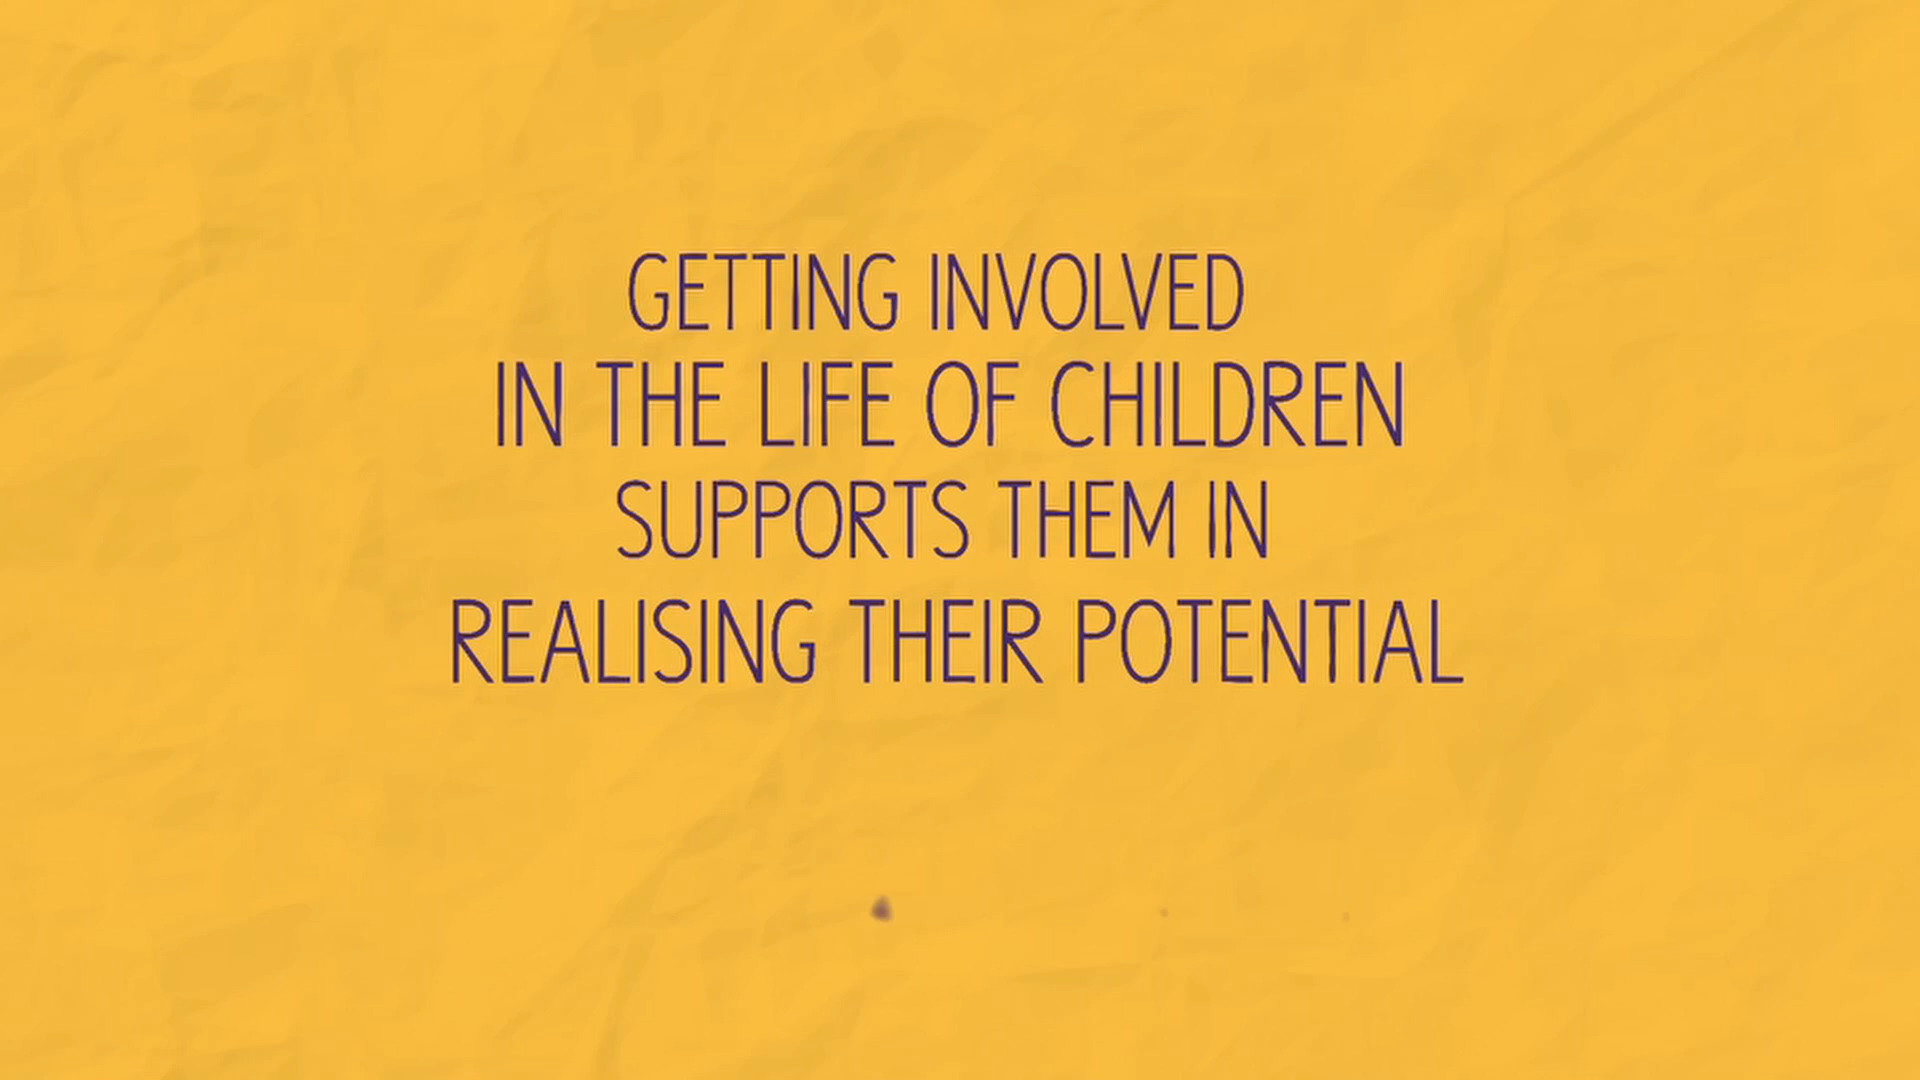 GETTING INVOLVED
IN THE LIFE OF CHILDREN
SUPPORTS THEM IN
REALISING THEIR POTENTIAL